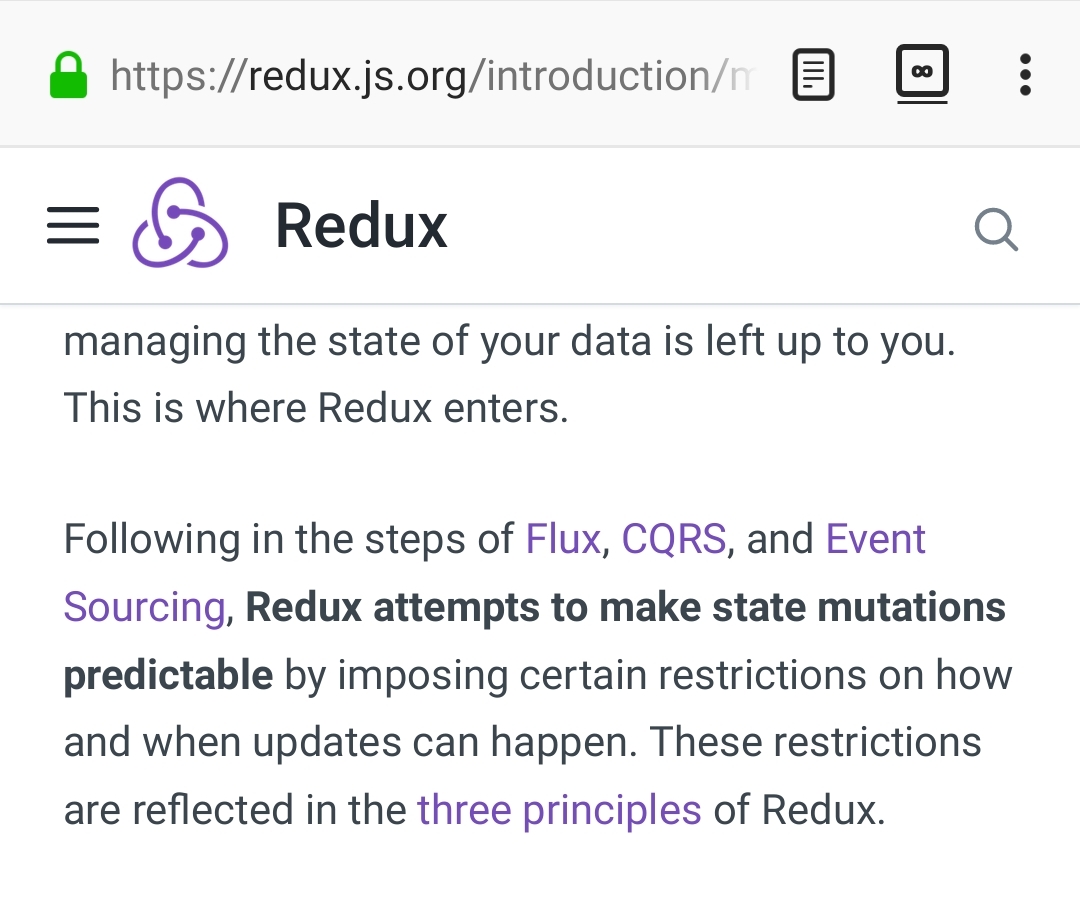 https://redux.js.org/introduction/m
∞
Redux
managing the state of your data is left up to you.
This is where Redux enters.
Following in the steps of Flux, CQRS, and Event
Sourcing, Redux attempts to make state mutations
predictable by imposing certain restrictions on how
and when updates can happen. These restrictions
are reflected in the three principles of Redux.